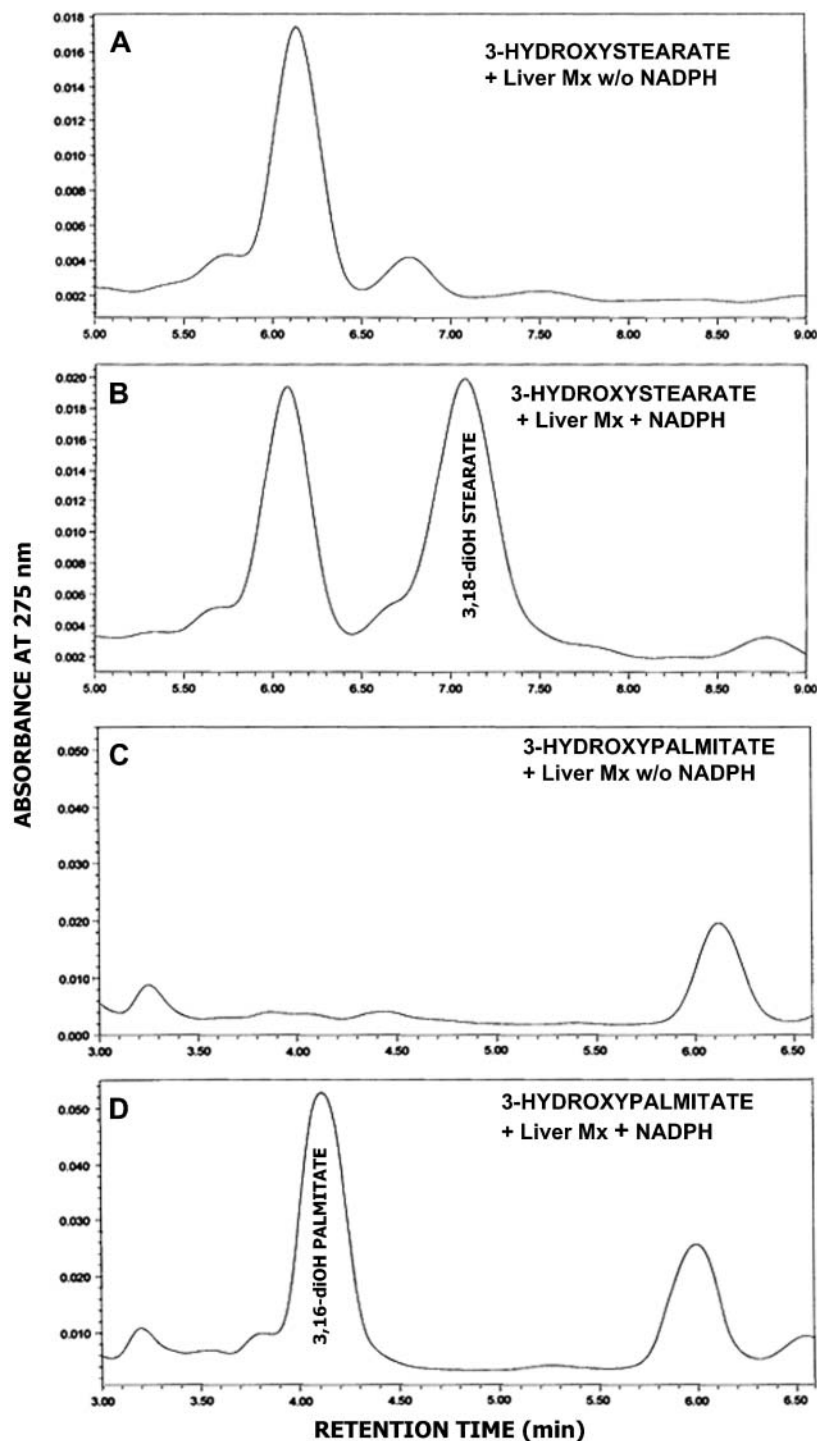 A
3-HYDROXYSTEARATE
+ Liver Mx w/o NADPH
0.018
0.016
0.014
0.012
0.010
0.008
0.006
0.004
0.002
5.00 5.50 6.00 6.50 7.00 7.50 8.00 8.50 9.00
B
3-HYDROXYSTEARATE
+ Liver Mx + NADPH
0.020
0.018
0.016
0.014
0.012
0.010
0.008
0.006
0.004
0.002
3,18-diOH STEARATE
5.00 5.50 6.00 6.50 7.00 7.50 8.00 8.50 9.00
ABSORBANCE AT 275 nm
C
3-HYDROXYPALMITATE
+ Liver Mx w/o NADPH
0.050
0.040
0.030
0.020
0.010
0.000
3.00 3.50 4.00 4.50 5.00 5.50 6.00 6.50
D
3-HYDROXYPALMITATE
+ Liver Mx + NADPH
0.050
0.040
0.030
0.020
0.010
3,16-diOH PALMITATE
3.00 3.50 4.00 4.50 5.00 5.50 6.00 6.50
RETENTION TIME (min)